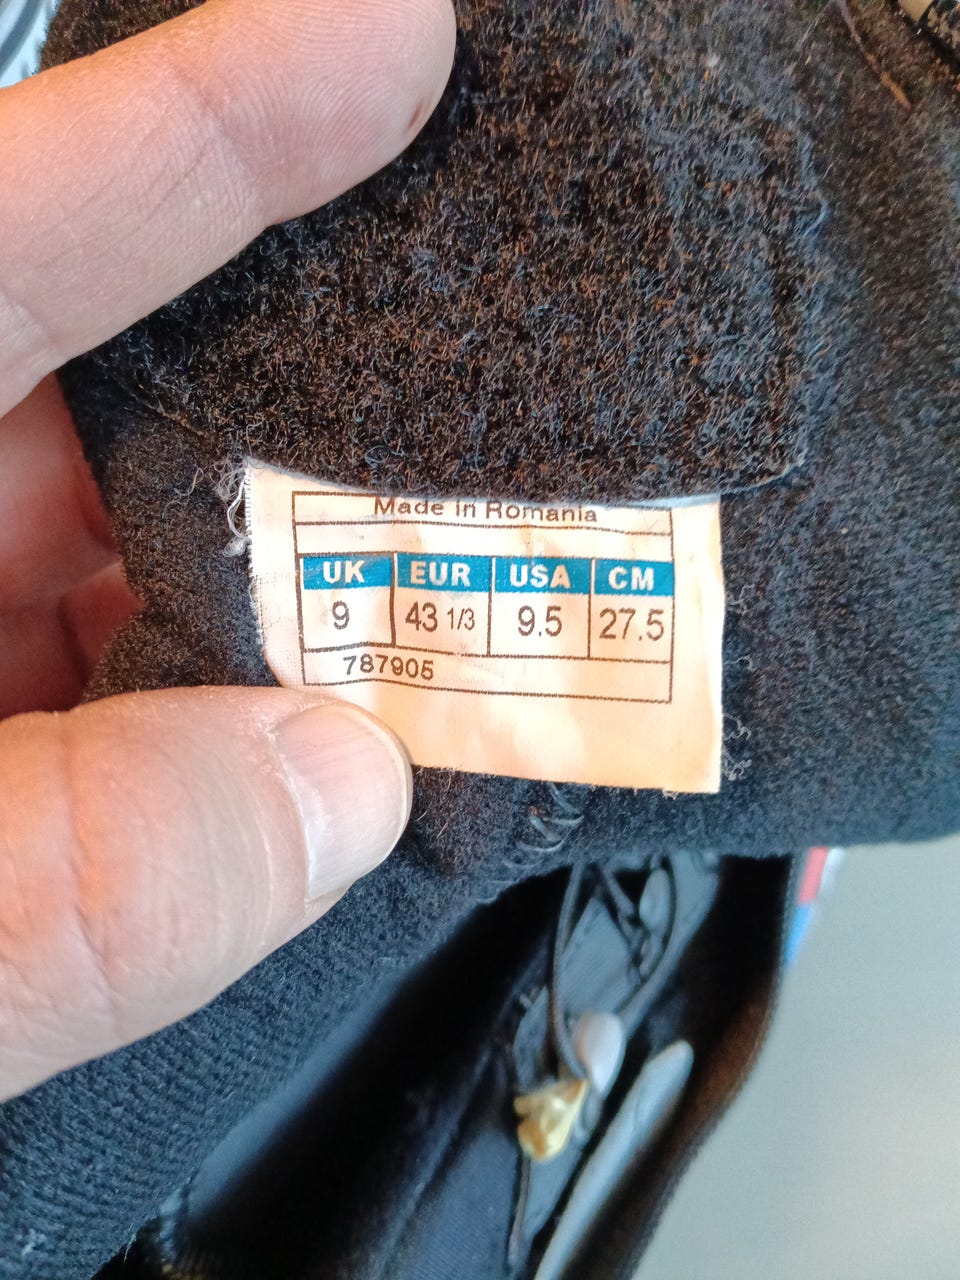 Made in Romania
UK EUR USA CM
9 43 1/3 9.5 27.5
787905